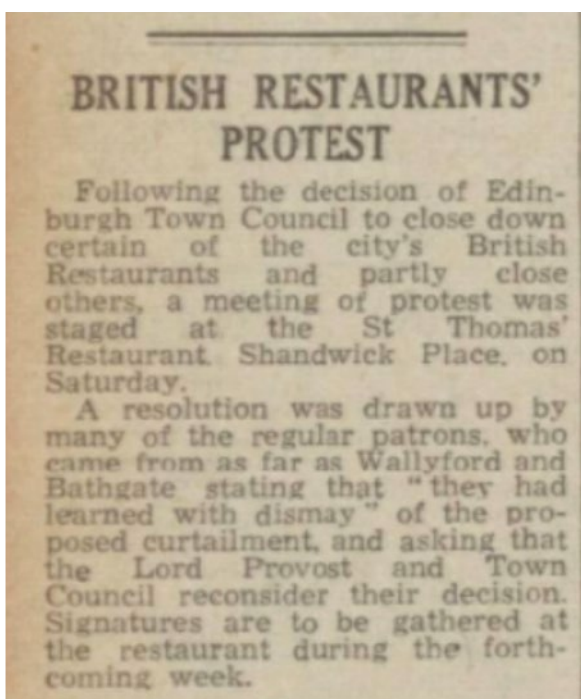 BRITISH RESTAURANTS'
PROTEST
Following the decision of Edin-
burgh Town Council to close down
certain of the city's British
Restaurants and partly close
others, a meeting of protest was
staged at the St Thomas'
Restaurant, Shandwick Place, on
Saturday.
A resolution was drawn up by
many of the regular patrons, who
came from as far as Wallyford and
Bathgate stating that "they had
learned with dismay" of the pro-
posed curtailment, and asking that
the Lord Provost and Town
Council reconsider their decision.
Signatures are to be gathered at
the restaurant during the forth-
coming week.